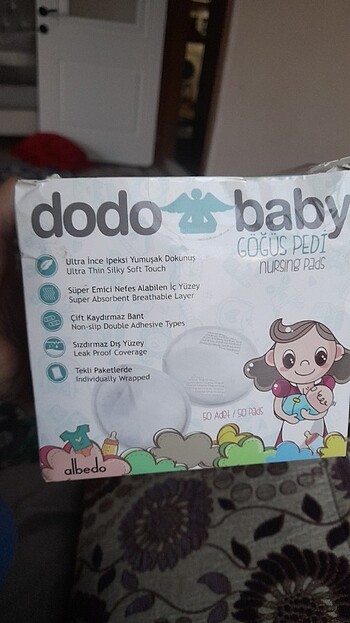 dodo baby
GÖĞÜS PEDİ
nursing pads
Ultra İnce İpeksi Yumuşak Dokunuş
Ultra Thin Silky Soft Touch
Süper Emici Nefes Alabilen İç Yüzey
Super Absorbent Breathable Layer
Çift Kaydırmaz Bant
Non-slip Double Adhesive Types
Sızdırmaz Dış Yüzey
Leak Proof Coverage
Tekli Paketlerde
Individually Wrapped
50 Adet / 50 Pads
albedo